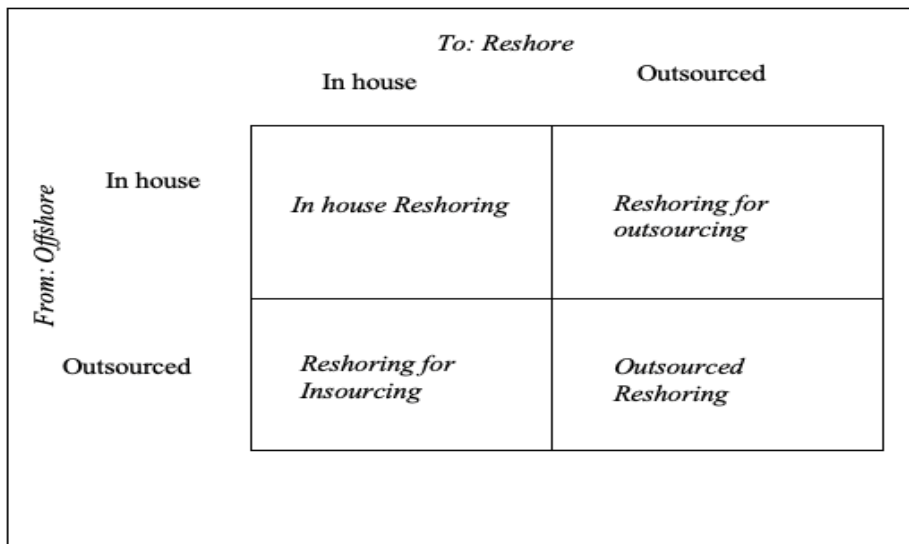 To: Reshore
In house
Outsourced
In house
In house Reshoring
Reshoring for
outsourcing
From: Offshore
Outsourced
Reshoring for
Insourcing
Outsourced
Reshoring